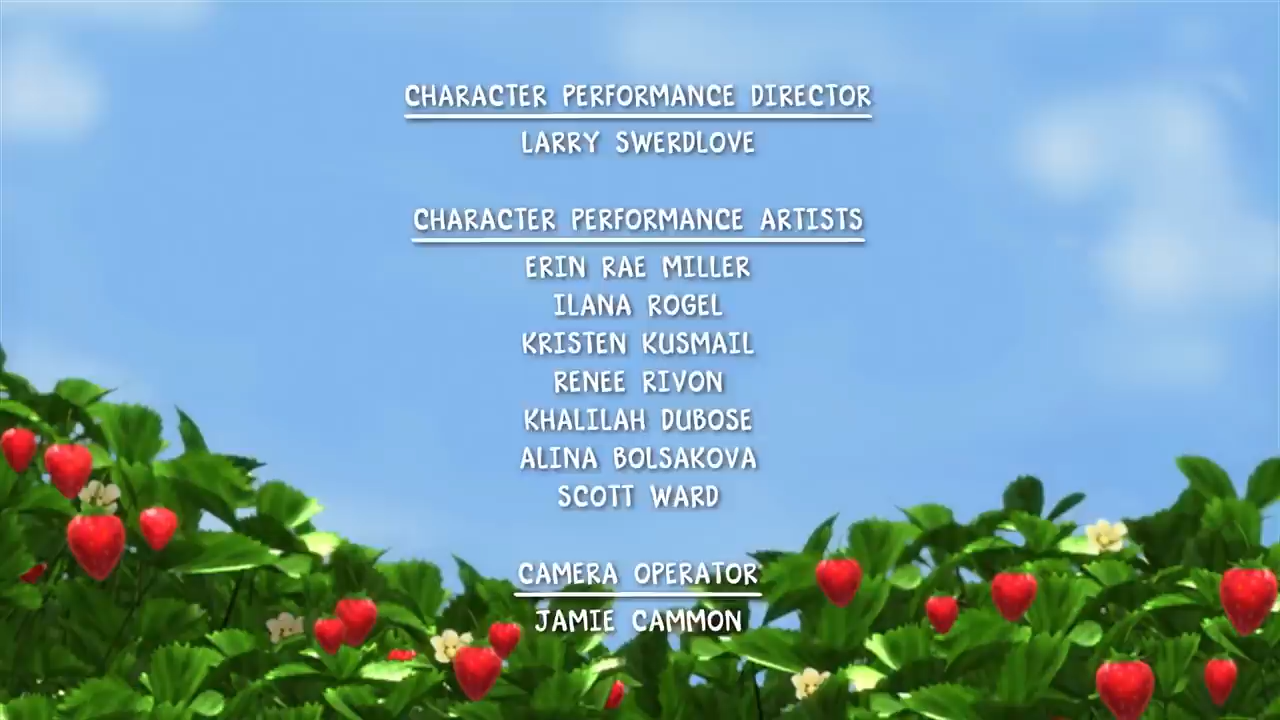 CHARACTER PERFORMANCE DIRECTOR
LARRY SWERDLOVE
CHARACTER PERFORMANCE ARTISTS
ERIN RAE MILLER
ILANA ROGEL
KRISTEN KUSMAIL
RENEE RIVON
KHALILAH DUBOSE
ALINA BOLSAKOVA
SCOTT WARD
CAMERA OPERATOR
JAMIE CAMMON